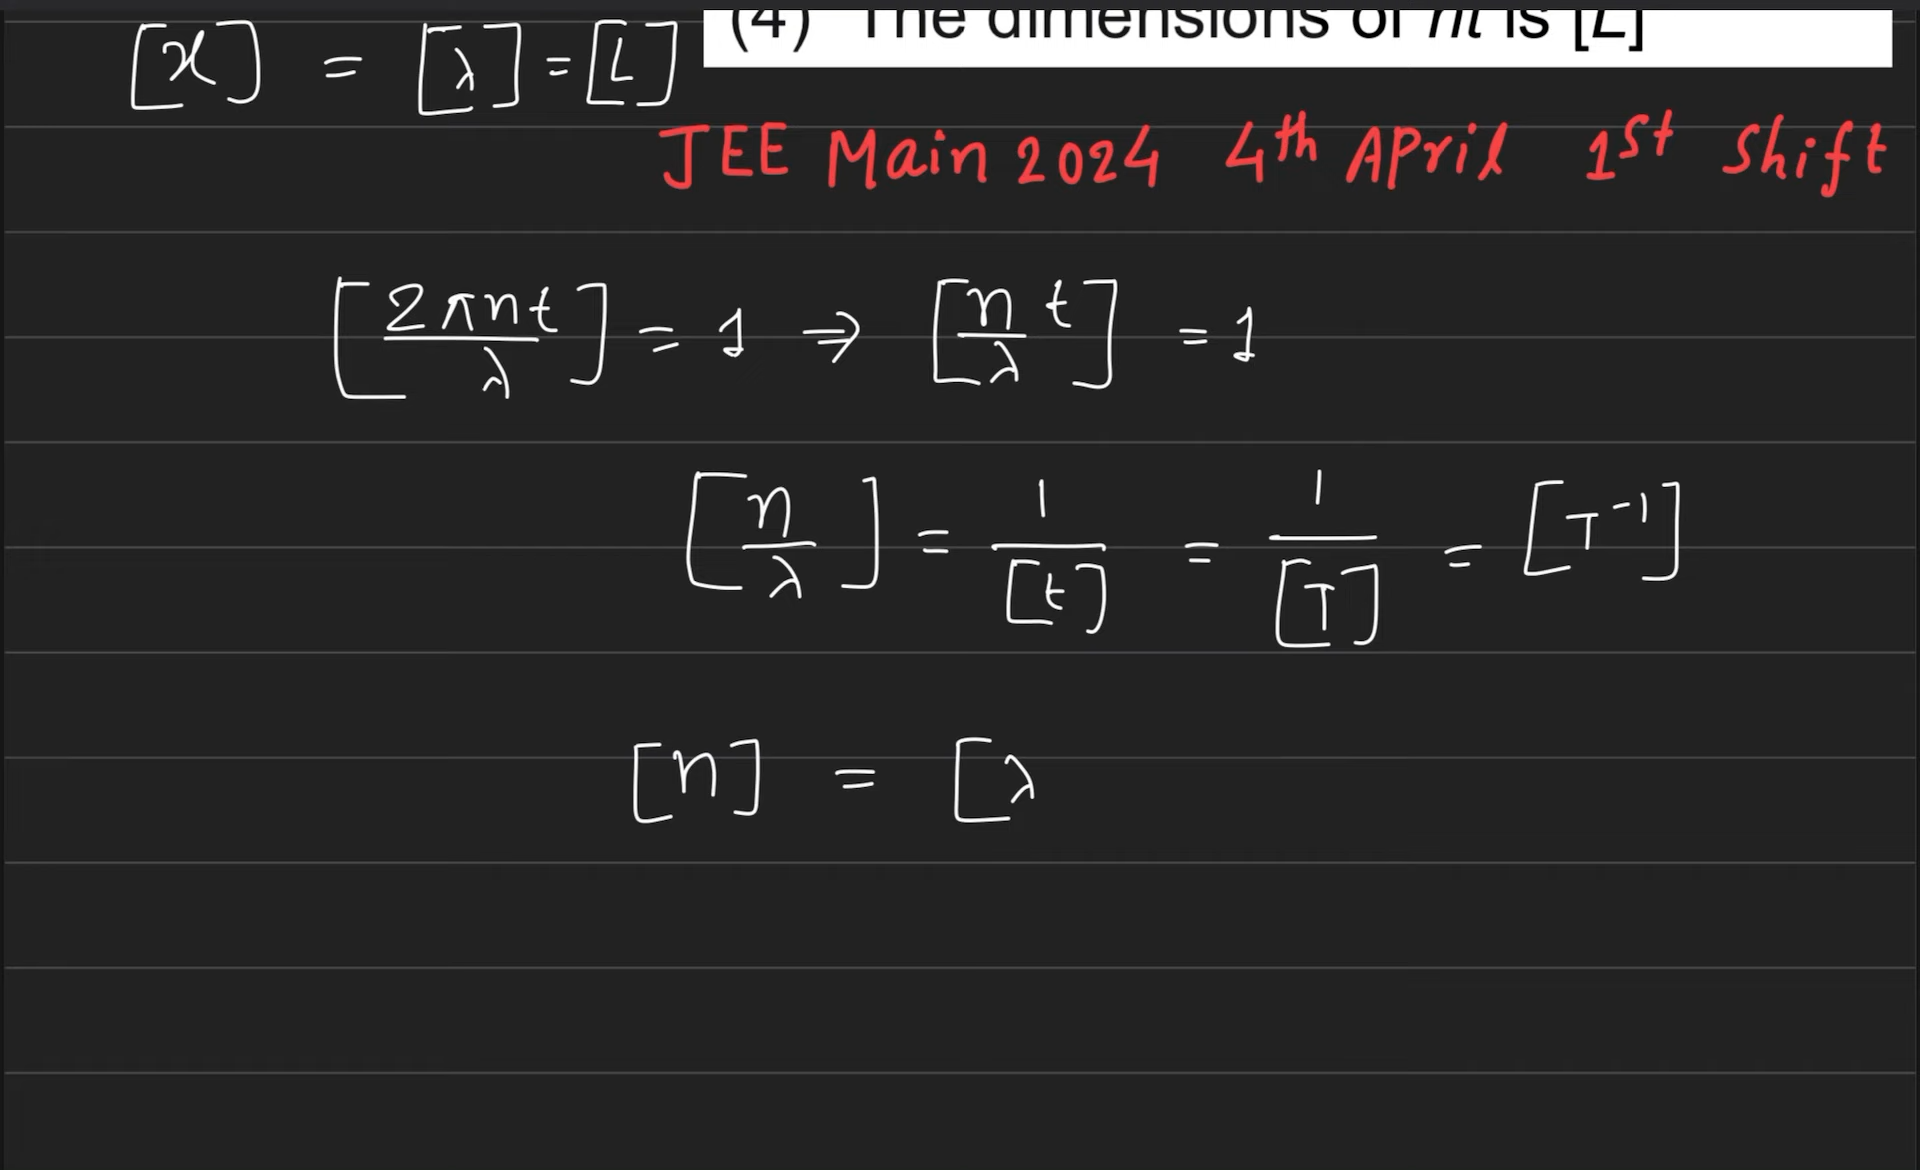 [x] = [λ] = [L] (4) The dimensions of nt is [L]
JEE Main 2024 4th April 1st Shift
[2πnt/λ] = 1 ⇒ [n/λ t] = 1
[n/λ] = 1/[t] = 1/[T] = [T⁻¹]
[n] = [λ